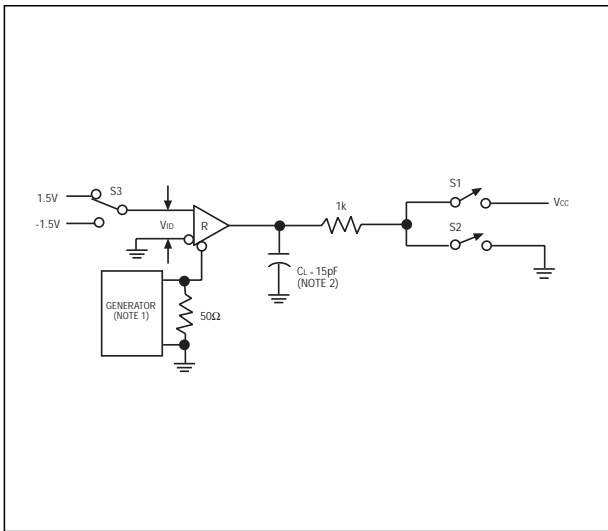 S1
1k
S3
1.5V
VCC
S2
VID
R
-1.5V
CL - 15pF
(NOTE 2)
GENERATOR
(NOTE 1)
50Ω